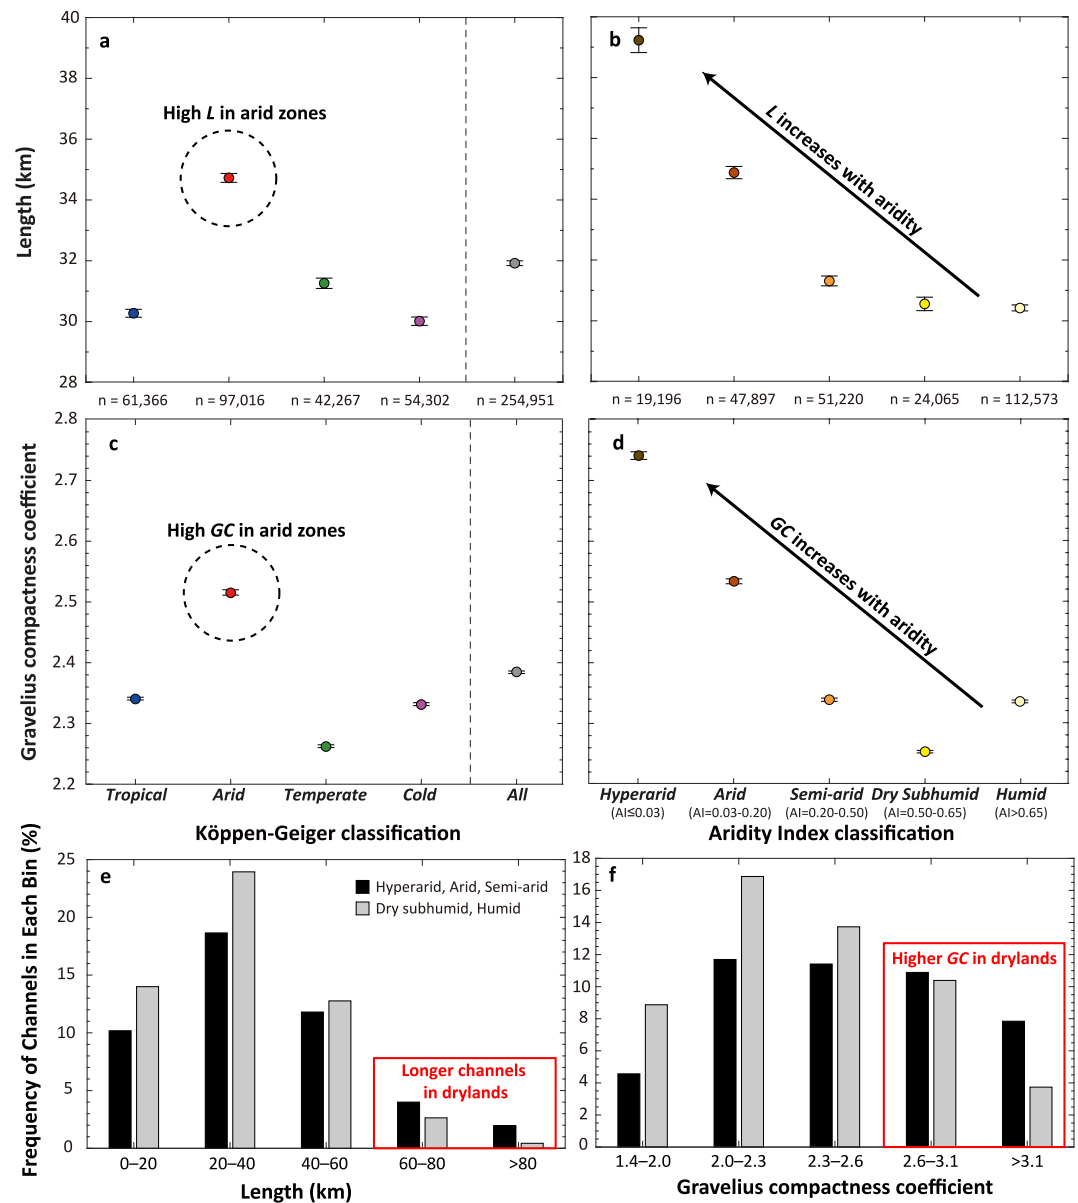 40
38
36
34
32
30
28
Length (km)
a
High L in arid zones
b
L increases with aridity
n = 61,366
n = 97,016
n = 42,267
n = 54,302
n = 254,951
n = 19,196
n = 47,897
n = 51,220
n = 24,065
n = 112,573
2.8
2.7
2.6
2.5
2.4
2.3
2.2
Gravelius compactness coefficient
c
High GC in arid zones
d
GC increases with aridity
Tropical
Arid
Temperate
Cold
All
Köppen-Geiger classification
Hyperarid
(AI≤0.03)
Arid
(AI=0.03-0.20)
Semi-arid
(AI=0.20-0.50)
Dry Subhumid
(AI=0.50-0.65)
Humid
(AI>0.65)
Aridity Index classification
Frequency of Channels in Each Bin (%)
25
20
15
10
5
0
e
Hyperarid, Arid, Semi-arid
Dry subhumid, Humid
Longer channels
in drylands
0–20
20–40
40–60
60–80
>80
Length (km)
18
16
14
12
10
8
6
4
2
0
f
Higher GC in drylands
1.4–2.0
2.0–2.3
2.3–2.6
2.6–3.1
>3.1
Gravelius compactness coefficient